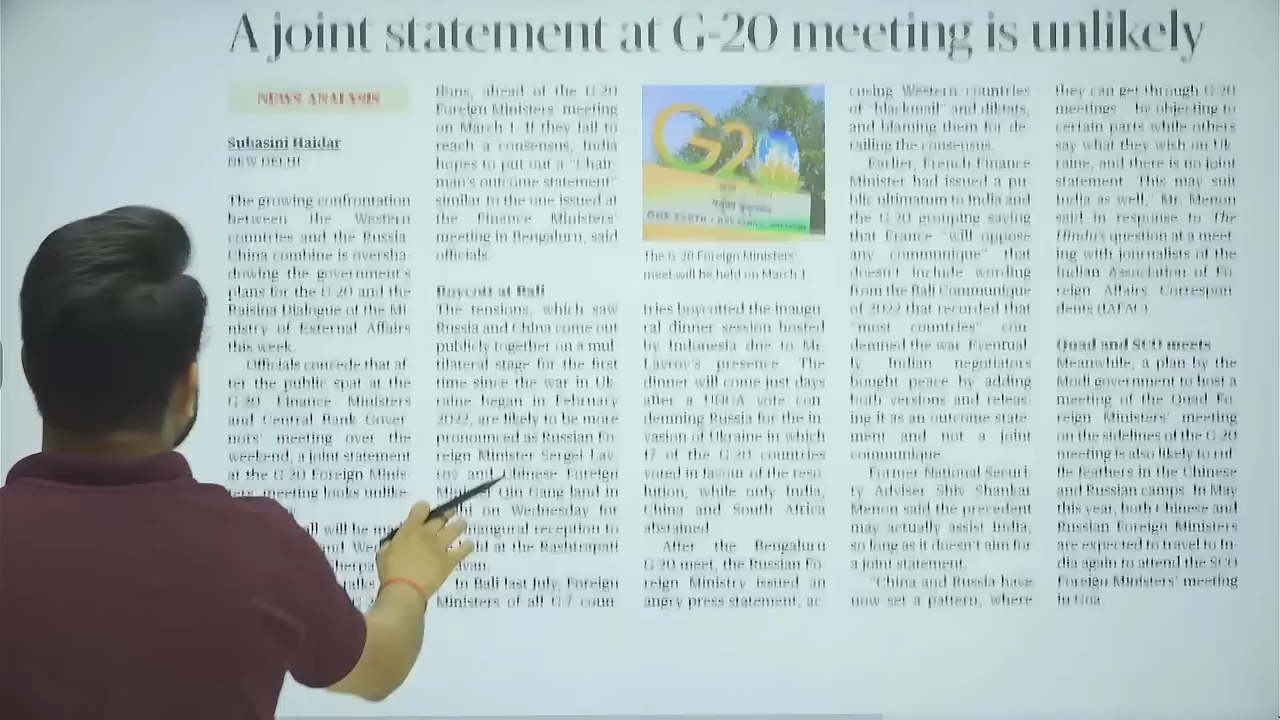 A joint statement at G-20 meeting is unlikely
NEWS ANALYSIS
Suhasini Haidar
NEW DELHI
The growing confrontation
between the Western
countries and the Russia
China combine is oversha-
dowing the government's
plans for the G-20 and the
Raisina Dialogue of the Mi
nistry of External Affairs
this week.
Officials concede that af
ter the public spat at the
G-20 Finance Ministers
and Central Bank Gover
nors' meeting over the
weekend, a joint statement
at the G-20 Foreign Minis-
ters' meeting looks unlike
all will be
and
talks
tions, ahead of the G-20
Foreign Ministers' meeting
on March 1. If they fail to
reach a consensus, India
hopes to put out a "chair-
man's outcome statement"
similar to the one issued at
the Finance Ministers'
meeting in Bengaluru, said
officials.
Boycott at Bali
The tensions, which saw
Russia and China come out
publicly together on a mul
tilateral stage for the first
time since the war in Uk-
raine began in February
2022, are likely to be more
pronounced as Russian Fo-
reign Minister Sergei Lav-
rov and Chinese Foreign
Qin Gang land in
on Wednesday for
inaugural reception to
at the Rashtrapati
In Bali last July, Foreign
Ministers of all G-7 coun
G20
ONE EARTH • ONE FAMILY
The G-20 Foreign Ministers'
meet will be held on March 1.
tries boycotted the inaugu-
ral dinner session hosted
by Indonesia due to Mr.
Lavrov's presence. The
dinner will come just days
after a UNGA vote con
demning Russia for the in
vasion of Ukraine in which
17 of the G-20 countries
voted in favour of the reso
lution, while only India,
China and South Africa
abstained.
After the Bengaluru
G-20 meet, the Russian Fo
reign Ministry issued an
angry press statement, ac-
cusing Western countries
of "blackmail" and diktats,
and blaming them for de-
railing the consensus.
Earlier, French Finance
Minister had issued a pu
blic ultimatum to India and
the G-20 grouping saying
that France "will oppose
any communique" that
doesn't include wording
from the Bali Communique
of 2022 that recorded that
"most countries" con
demned the war. Eventual
ly Indian negotiators
bought peace by adding
both versions and releas
ing it as an outcome state
ment and not a joint
communique.
Former National Securi-
ty Adviser Shiv Shankar
Menon said the precedent
may actually assist India,
so long as it doesn't aim for
a joint statement.
"China and Russia have
now set a pattern, where
they can get through G-20
meetings by objecting to
certain parts while others
say what they wish on Uk
raine, and there is no joint
statement. This may suit
India as well," Mr. Menon
said in response to The
Hindu's question at a meet
ing with journalists of the
Indian Association of Fo
reign Affairs Correspon
dents (IAFAC).
Quad and SCO meets
Meanwhile, a plan by the
Modi government to host a
meeting of the Quad Fo
reign Ministers' meeting
on the sidelines of the G-20
meeting is also likely to ruf
fle feathers in the Chinese
and Russian camps. In May
this year, both Chinese and
Russian Foreign Ministers
are expected to travel to In-
dia again to attend the SCO
Foreign Ministers' meeting
in Goa.